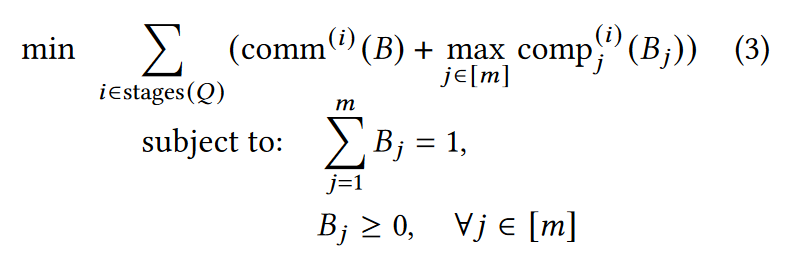 min ∑_{i∈stages(Q)} (comm^{(i)}(B) + max_{j∈[m]} comp_j^{(i)}(B_j)) (3)
subject to: ∑_{j=1}^{m} B_j = 1,
B_j ≥ 0, ∀j ∈ [m]